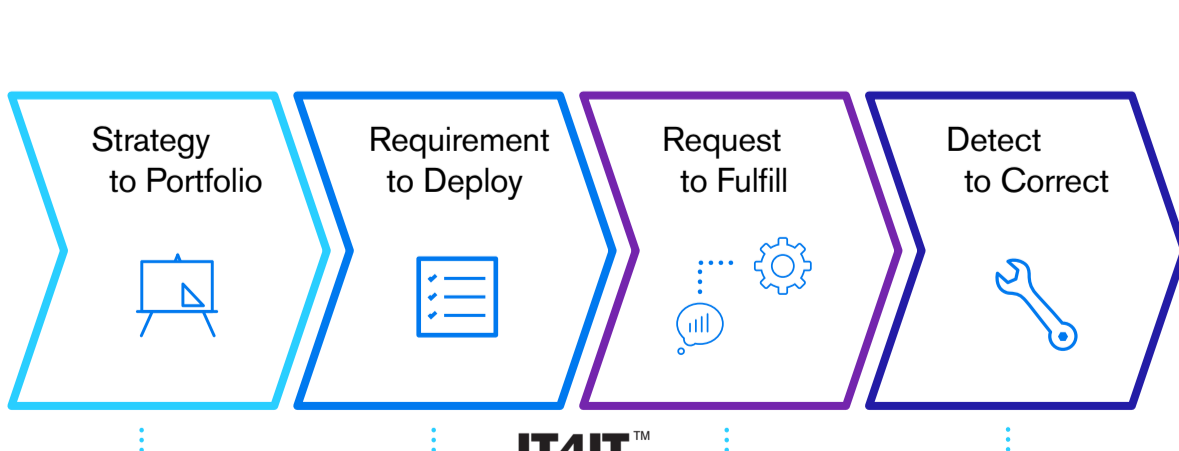 Strategy
to Portfolio
Requirement
to Deploy
Request
to Fulfill
Detect
to Correct
IT4IT™